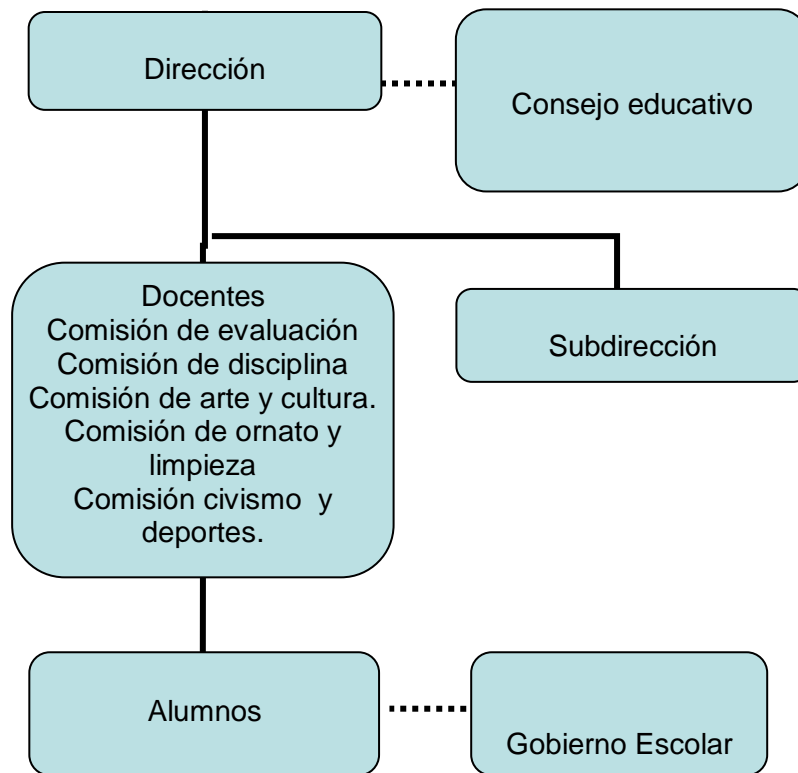 Dirección
Consejo educativo
Docentes
Comisión de evaluación
Comisión de disciplina
Comisión de arte y cultura.
Comisión de ornato y
limpieza
Comisión civismo y
deportes.
Subdirección
Alumnos
Gobierno Escolar